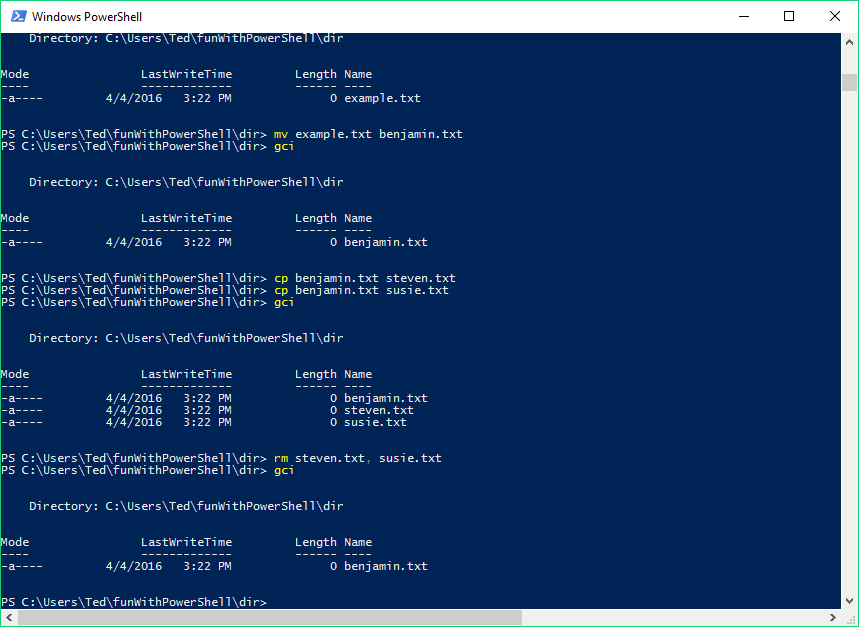 Windows PowerShell
    Directory: C:\Users\Ted\funWithPowerShell\dir
Mode                LastWriteTime         Length Name
----                -------------         ------ ----
-a----         4/4/2016   3:22 PM              0 example.txt
PS C:\Users\Ted\funWithPowerShell\dir> mv example.txt benjamin.txt
PS C:\Users\Ted\funWithPowerShell\dir> gci
    Directory: C:\Users\Ted\funWithPowerShell\dir
Mode                LastWriteTime         Length Name
----                -------------         ------ ----
-a----         4/4/2016   3:22 PM              0 benjamin.txt
PS C:\Users\Ted\funWithPowerShell\dir> cp benjamin.txt steven.txt
PS C:\Users\Ted\funWithPowerShell\dir> cp benjamin.txt susie.txt
PS C:\Users\Ted\funWithPowerShell\dir> gci
    Directory: C:\Users\Ted\funWithPowerShell\dir
Mode                LastWriteTime         Length Name
----                -------------         ------ ----
-a----         4/4/2016   3:22 PM              0 benjamin.txt
-a----         4/4/2016   3:22 PM              0 steven.txt
-a----         4/4/2016   3:22 PM              0 susie.txt
PS C:\Users\Ted\funWithPowerShell\dir> rm steven.txt, susie.txt
PS C:\Users\Ted\funWithPowerShell\dir> gci
    Directory: C:\Users\Ted\funWithPowerShell\dir
Mode                LastWriteTime         Length Name
----                -------------         ------ ----
-a----         4/4/2016   3:22 PM              0 benjamin.txt
PS C:\Users\Ted\funWithPowerShell\dir>